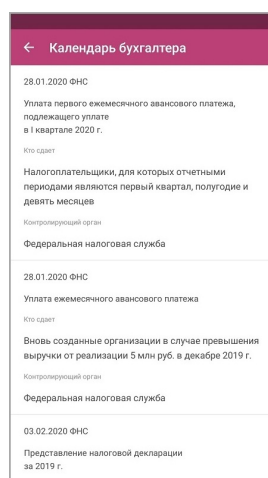 ← Календарь бухгалтера
28.01.2020 ФНС
Уплата первого ежемесячного авансового платежа,
подлежащего уплате
в I квартале 2020 г.
Кто сдает
Налогоплательщики, для которых отчетными
периодами являются первый квартал, полугодие и
девять месяцев
Контролирующий орган
Федеральная налоговая служба
28.01.2020 ФНС
Уплата ежемесячного авансового платежа
Кто сдает
Вновь созданные организации в случае превышения
выручки от реализации 5 млн руб. в декабре 2019 г.
Контролирующий орган
Федеральная налоговая служба
03.02.2020 ФНС
Представление налоговой декларации
за 2019 г.